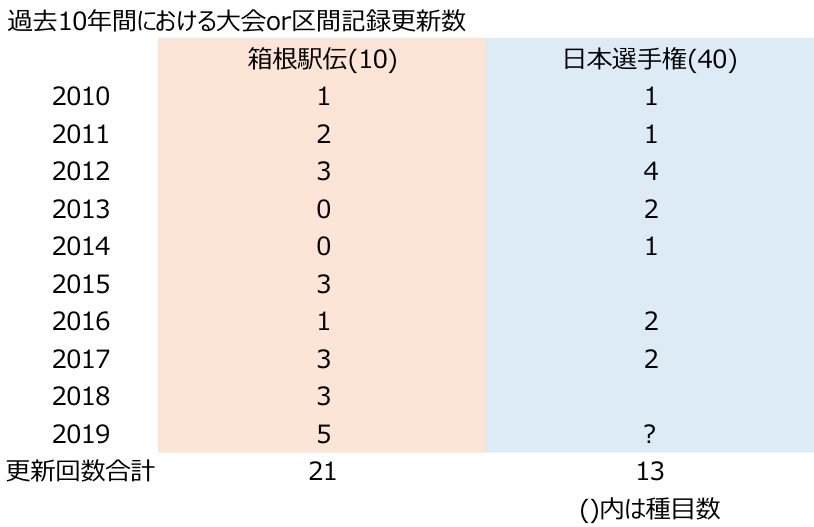 過去10年間における大会or区間記録更新数
箱根駅伝(10) 日本選手権(40)
2010 1 1
2011 2 1
2012 3 4
2013 0 2
2014 0 1
2015 3
2016 1 2
2017 3 2
2018 3
2019 5 ?
更新回数合計 21 13
()内は種目数